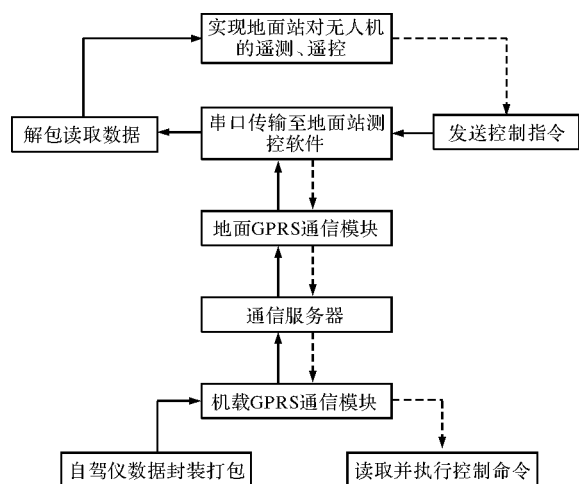 实现地面站对无人机
的遥测、遥控
解包读取数据
串口传输至地面站测
控软件
发送控制指令
地面GPRS通信模块
通信服务器
机载GPRS通信模块
自驾仪数据封装打包
读取并执行控制命令